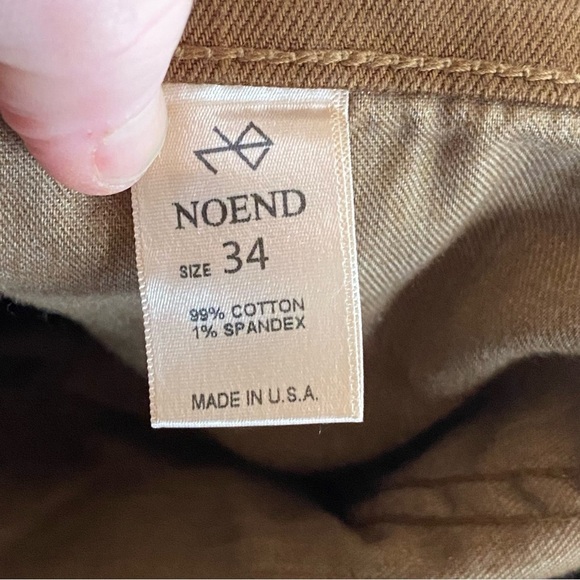 NOEND
SIZE 34
99% COTTON
1% SPANDEX
MADE IN U.S.A.